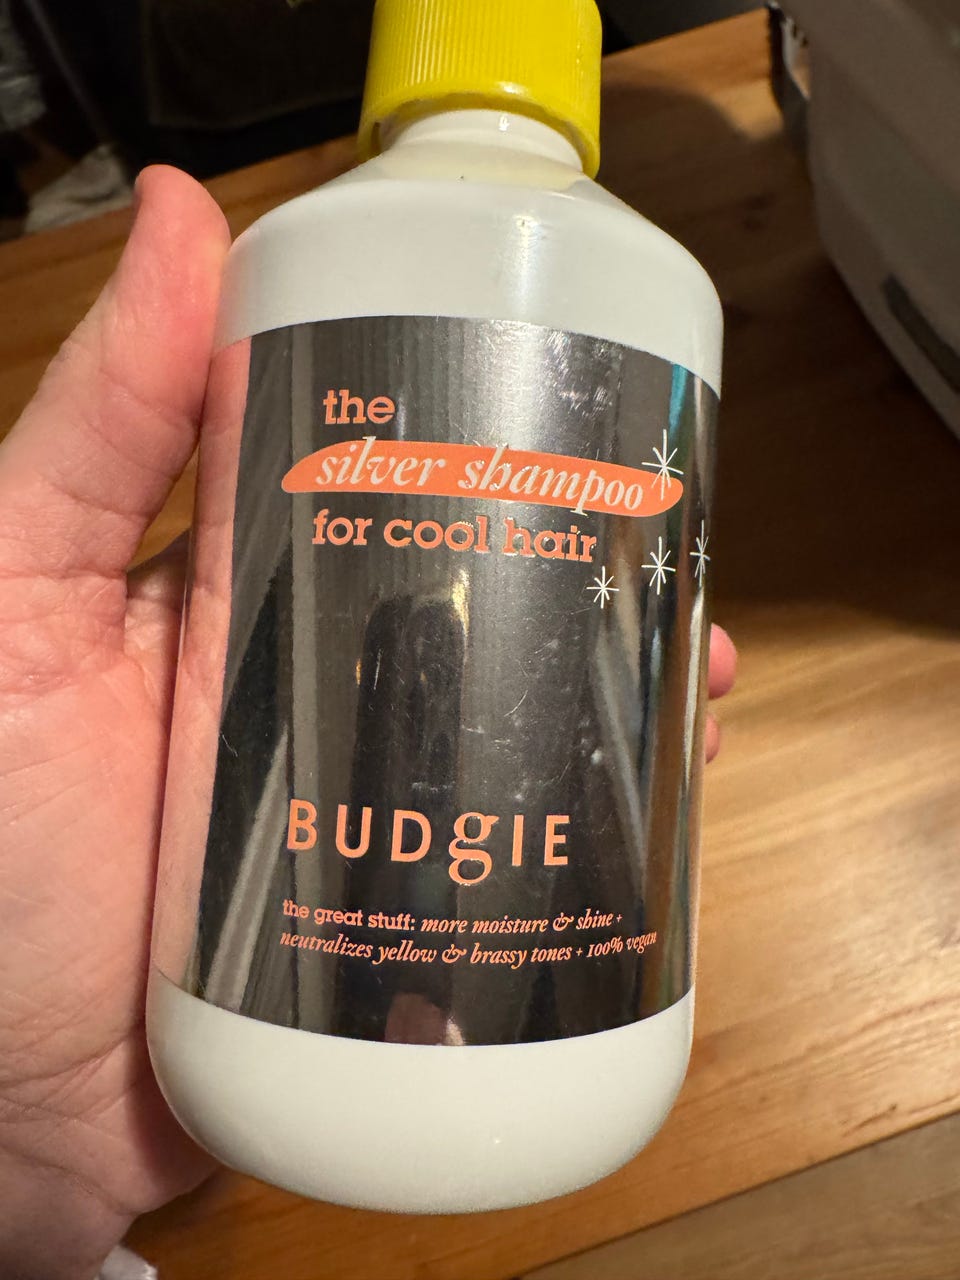 the
silver shampoo
for cool hair
BUDgIE
the great stuff: more moisture & shine +
neutralizes yellow & brassy tones + 100% vegan